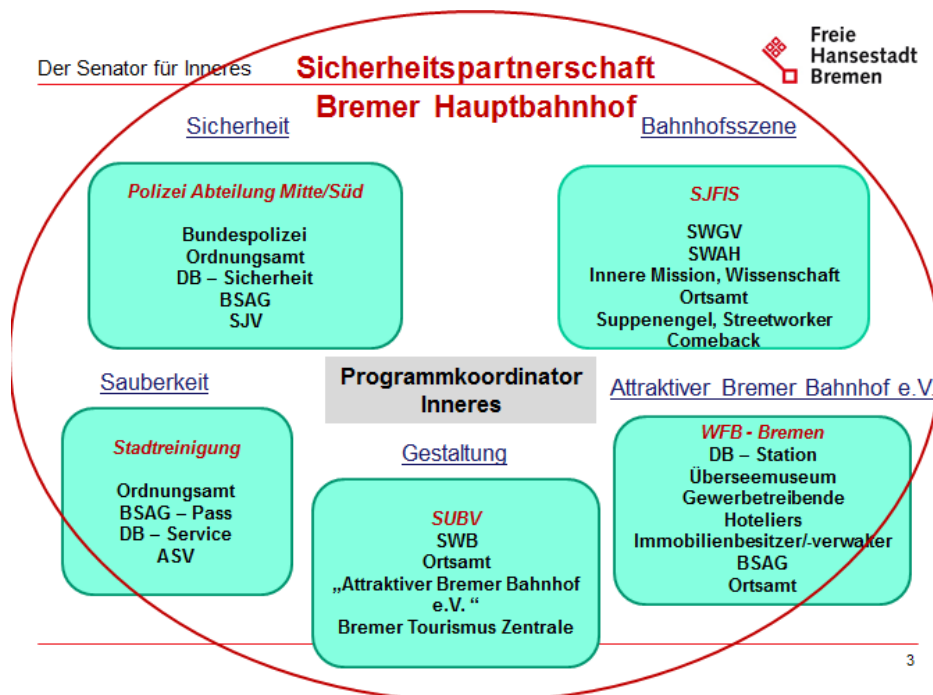 Der Senator für Inneres
Sicherheitspartnerschaft
Bremer Hauptbahnhof
Freie
Hansestadt
Bremen
Sicherheit
Polizei Abteilung Mitte/Süd
Bundespolizei
Ordnungsamt
DB – Sicherheit
BSAG
SJV
Bahnhofsszene
SJFIS
SWGV
SWAH
Innere Mission, Wissenschaft
Ortsamt
Suppenengel, Streetworker
Comeback
Programmkoordinator
Inneres
Sauberkeit
Stadtreinigung
Ordnungsamt
BSAG – Pass
DB – Service
ASV
Gestaltung
SUBV
SWB
Ortsamt
„Attraktiver Bremer Bahnhof
e.V. “
Bremer Tourismus Zentrale
Attraktiver Bremer Bahnhof e.V.
WFB - Bremen
DB – Station
Überseemuseum
Gewerbetreibende
Hoteliers
Immobilienbesitzer/-verwalter
BSAG
Ortsamt
3